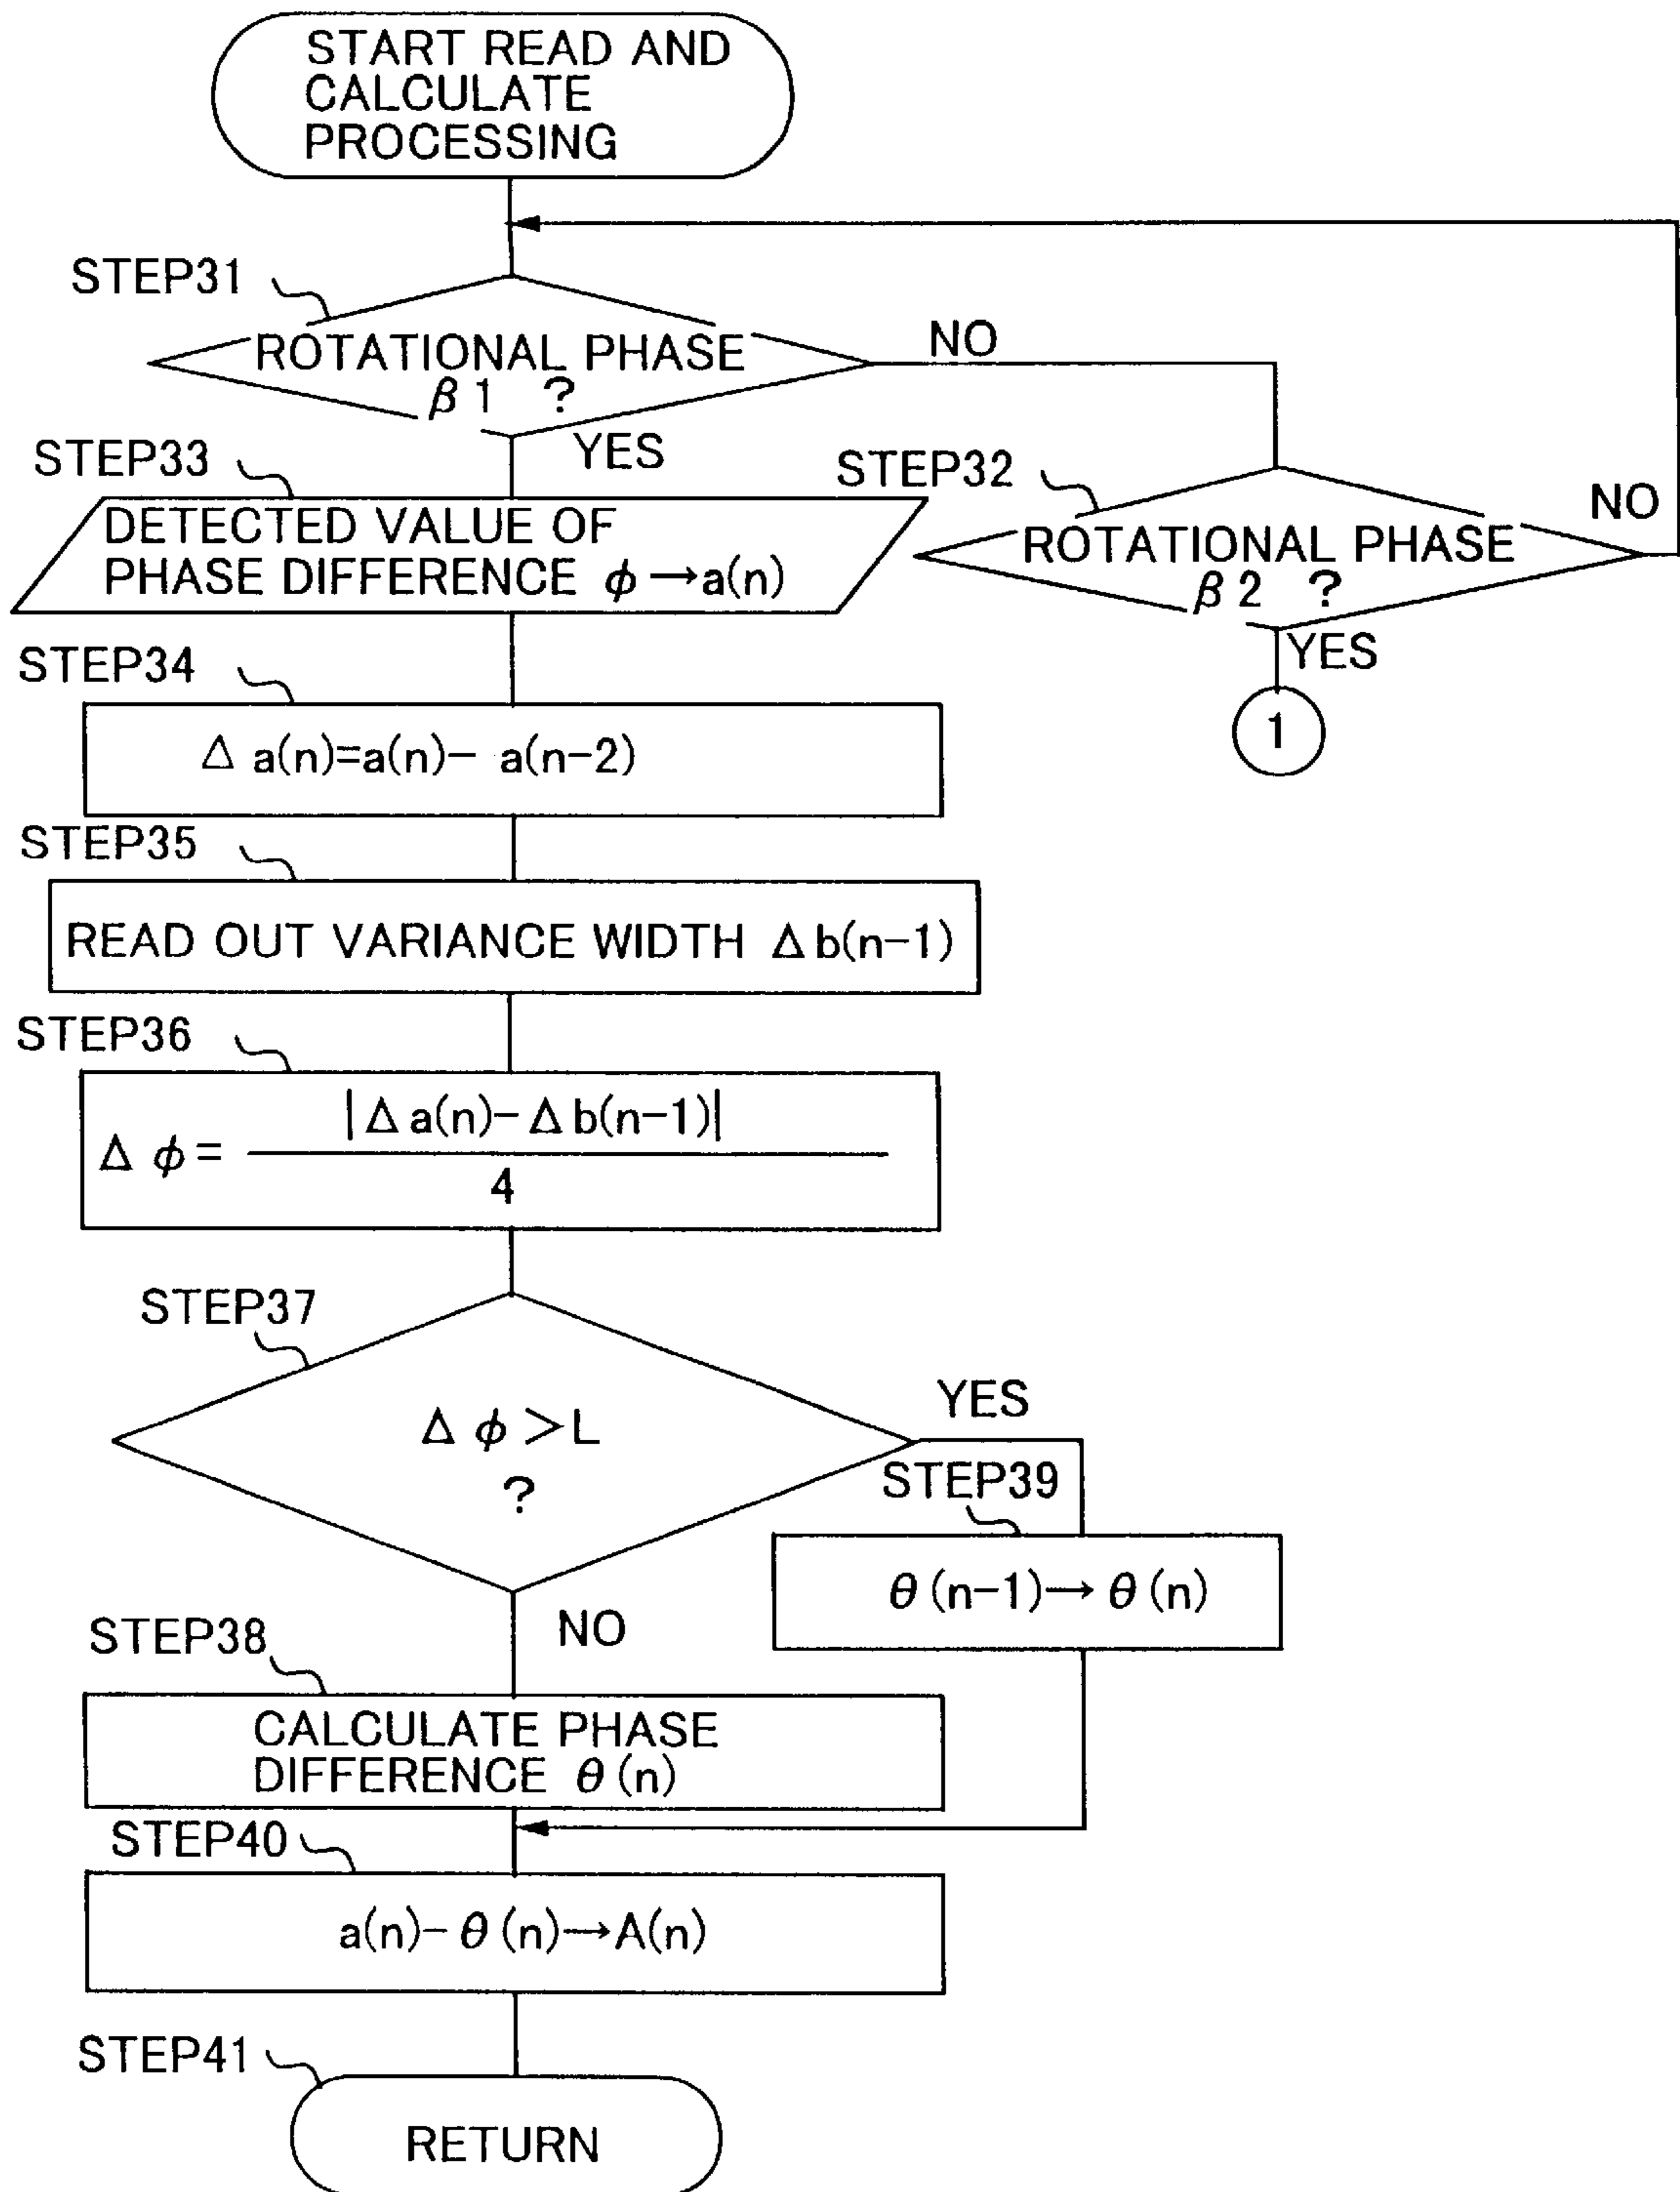 START READ AND
CALCULATE
PROCESSING
STEP31
ROTATIONAL PHASE
β1 ?
NO
YES
STEP32
ROTATIONAL PHASE
β2 ?
NO
YES
1
STEP33
DETECTED VALUE OF
PHASE DIFFERENCE ϕ→a(n)
STEP34
Δ a(n)=a(n)− a(n−2)
STEP35
READ OUT VARIANCE WIDTH Δb(n−1)
STEP36
|Δa(n)−Δb(n−1)|
Δϕ=
4
STEP37
Δϕ>L
?
YES
NO
STEP39
θ(n−1)→θ(n)
STEP38
CALCULATE PHASE
DIFFERENCE θ(n)
STEP40
a(n)−θ(n)→A(n)
STEP41
RETURN